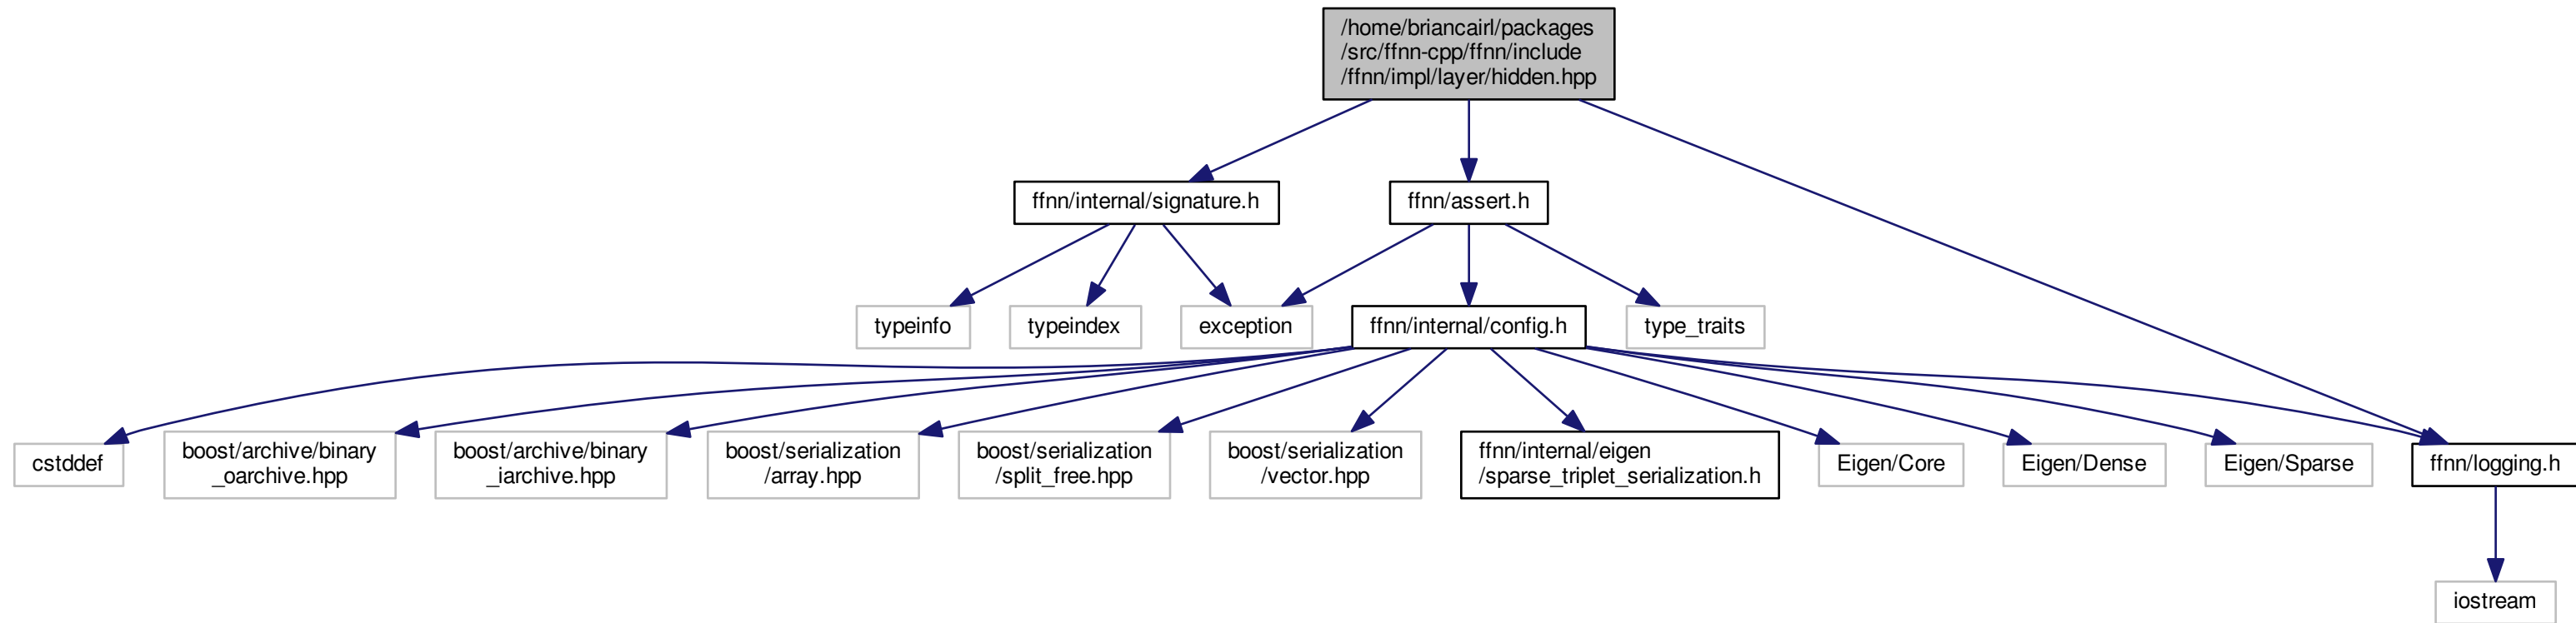 /home/briancairl/packages
/src/ffnn-cpp/ffnn/include
/ffnn/impl/layer/hidden.hpp
ffnn/internal/signature.h
ffnn/assert.h
typeinfo
typeindex
exception
ffnn/internal/config.h
type_traits
cstddef
boost/archive/binary
_oarchive.hpp
boost/archive/binary
_iarchive.hpp
boost/serialization
/array.hpp
boost/serialization
/split_free.hpp
boost/serialization
/vector.hpp
ffnn/internal/eigen
/sparse_triplet_serialization.h
Eigen/Core
Eigen/Dense
Eigen/Sparse
ffnn/logging.h
iostream